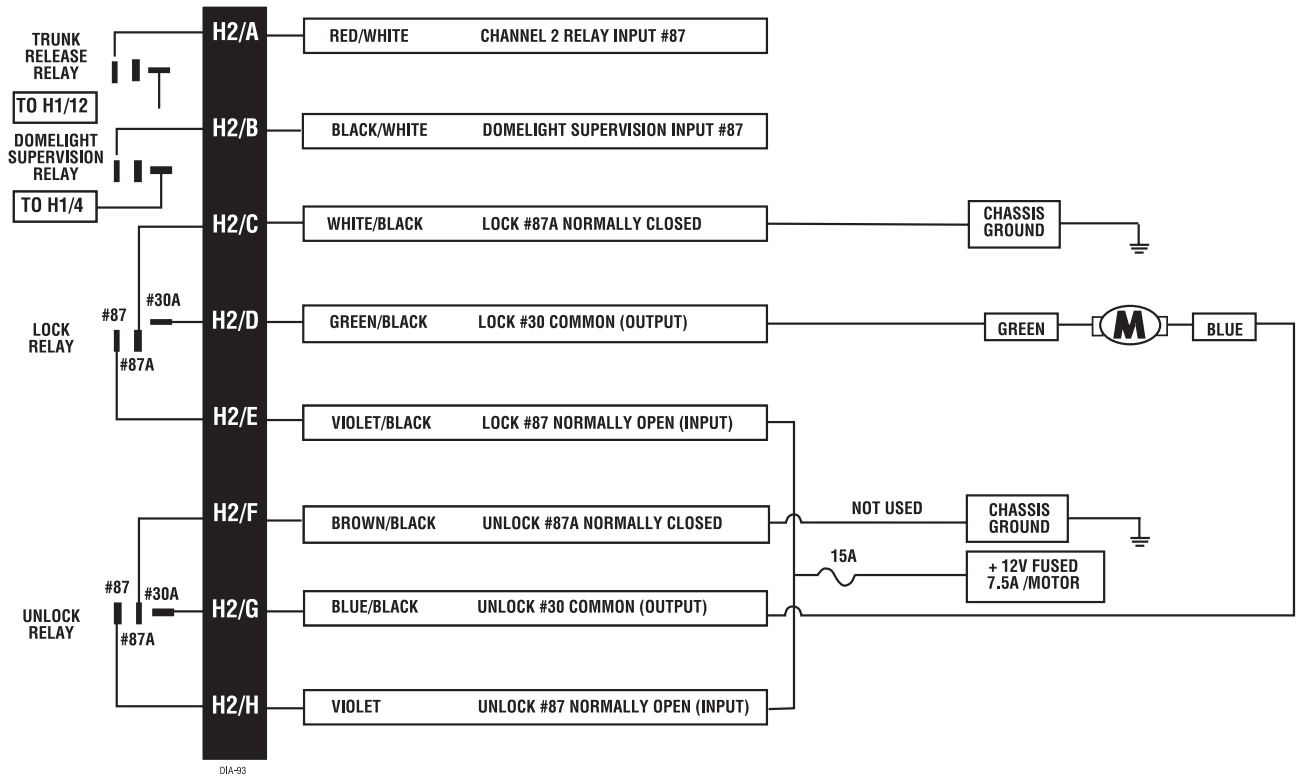 TRUNK
RELEASE
RELAY
TO H1/12
DOMELIGHT
SUPERVISION
RELAY
TO H1/4
H2/A
RED/WHITE CHANNEL 2 RELAY INPUT #87
H2/B
BLACK/WHITE DOMELIGHT SUPERVISION INPUT #87
H2/C
WHITE/BLACK LOCK #87A NORMALLY CLOSED
CHASSIS
GROUND
LOCK
RELAY
#87
#30A
#87A
H2/D
GREEN/BLACK LOCK #30 COMMON (OUTPUT)
GREEN
M
BLUE
H2/E
VIOLET/BLACK LOCK #87 NORMALLY OPEN (INPUT)
H2/F
BROWN/BLACK UNLOCK #87A NORMALLY CLOSED
NOT USED
CHASSIS
GROUND
15A
+ 12V FUSED
7.5A /MOTOR
UNLOCK
RELAY
#87
#30A
#87A
H2/G
BLUE/BLACK UNLOCK #30 COMMON (OUTPUT)
H2/H
VIOLET UNLOCK #87 NORMALLY OPEN (INPUT)
DIA-93